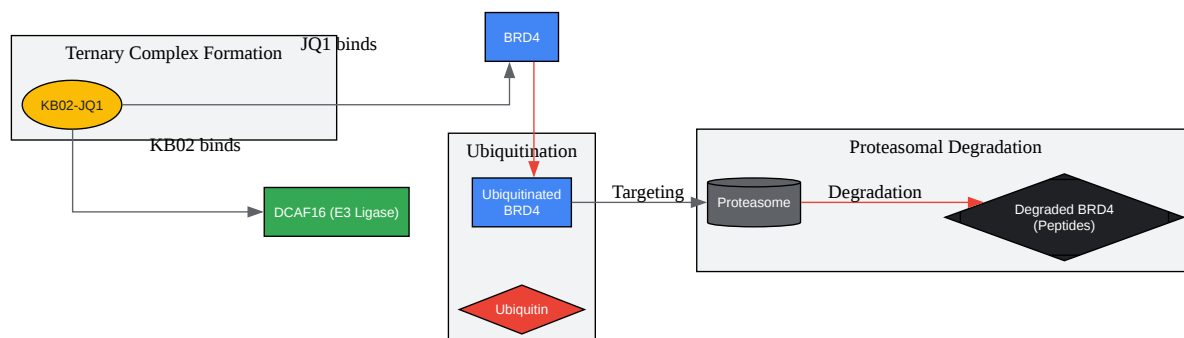 Ternary Complex Formation
JQ1 binds
BRD4
KB02-JQ1
KB02 binds
DCAF16 (E3 Ligase)
Ubiquitination
Ubiquitinated
BRD4
Ubiquitin
Targeting
Proteasomal Degradation
Proteasome
Degradation
Degraded BRD4
(Peptides)